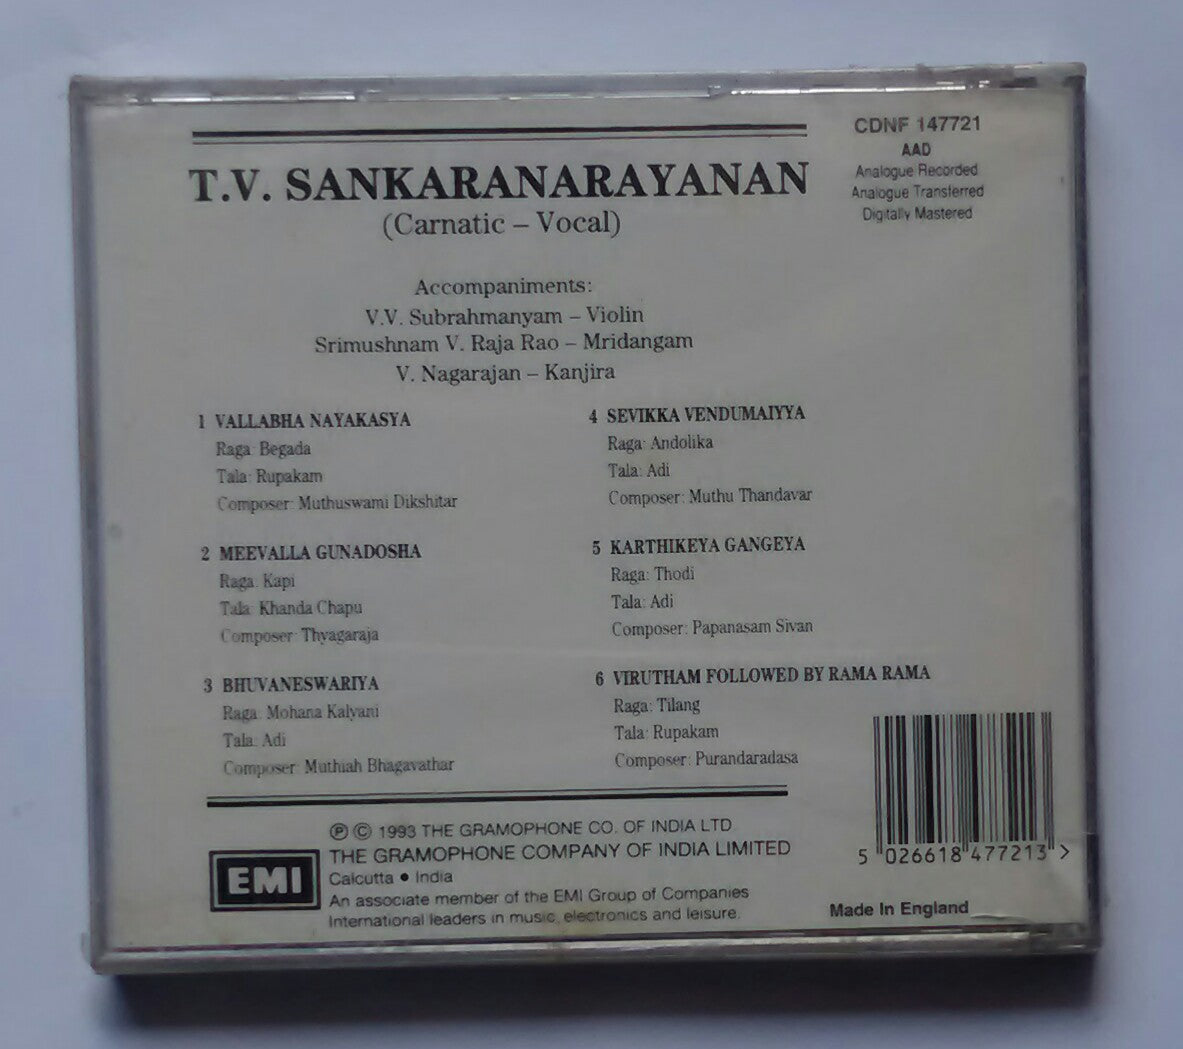 CDNF 147721
AAD
Analogue Recorded
Analogue Transferred
Digitally Mastered
T.V. SANKARANARAYANAN
(Carnatic – Vocal)
Accompaniments:
V.V. Subrahmanyam – Violin
Srimushnam V. Raja Rao – Mridangam
V. Nagarajan – Kanjira
1 VALLABHA NAYAKASYA
Raga: Begada
Tala: Rupakam
Composer: Muthuswami Dikshitar
2 MEEVALLA GUNADOSHA
Raga: Kapi
Tala: Khanda Chapu
Composer: Thyagaraja
3 BHUVANESWARIYA
Raga: Mohana Kalyani
Tala: Adi
Composer: Muthiah Bhagavathar
4 SEVIKKA VENDUMAIYYA
Raga: Andolika
Tala: Adi
Composer: Muthu Thandavar
5 KARTHIKEYA GANGEYA
Raga: Thodi
Tala: Adi
Composer: Papanasam Sivan
6 VIRUTHAM FOLLOWED BY RAMA RAMA
Raga: Tilang
Tala: Rupakam
Composer: Purandaradasa
℗ © 1993 THE GRAMOPHONE CO. OF INDIA LTD
THE GRAMOPHONE COMPANY OF INDIA LIMITED
EMI
Calcutta • India
An associate member of the EMI Group of Companies
International leaders in music, electronics and leisure.
5 026618 477213 >
Made In England